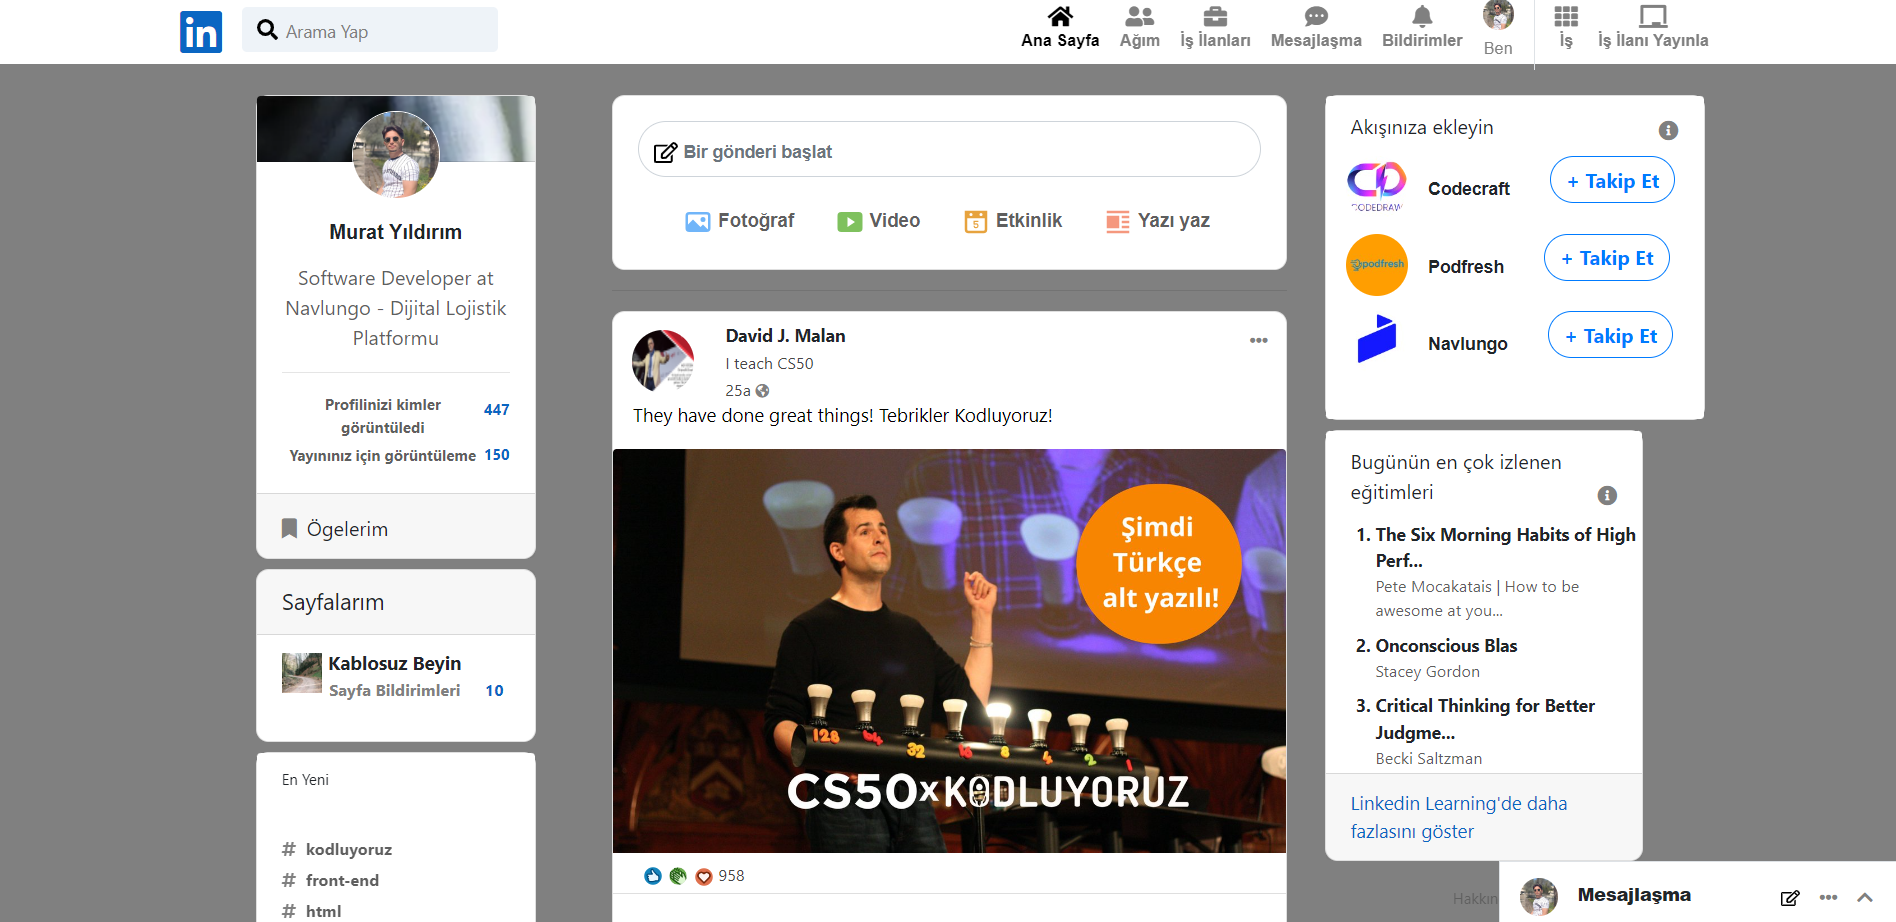 in
Arama Yap
Ana Sayfa
Ağım
İş İlanları
Mesajlaşma
Bildirimler
Ben
İş
İş İlanı Yayınla
Murat Yıldırım
Software Developer at
Navlungo - Dijital Lojistik
Platformu
Profilinizi kimler
görüntüledi 447
Yayınınız için görüntüleme 150
Ögelerim
Sayfalarım
Kablosuz Beyin
Sayfa Bildirimleri 10
En Yeni
# kodluyoruz
# front-end
# html
Bir gönderi başlat
Fotoğraf
Video
5
Etkinlik
Yazı yaz
David J. Malan
I teach CS50
25a
They have done great things! Tebrikler Kodluyoruz!
Şimdi
Türkçe
alt yazılı!
128 64 32 16 8 4 2 1
CS50xKODLUYORUZ
958
Akışınıza ekleyin
CODEDRAW
Codecraft
+ Takip Et
podfresh
Podfresh
+ Takip Et
Navlungo
+ Takip Et
Bugünün en çok izlenen
eğitimleri
1. The Six Morning Habits of High
Perf...
Pete Mocakatais | How to be
awesome at you...
2. Onconscious Blas
Stacey Gordon
3. Critical Thinking for Better
Judgme...
Becki Saltzman
Linkedin Learning'de daha
fazlasını göster
Hakkın
Mesajlaşma